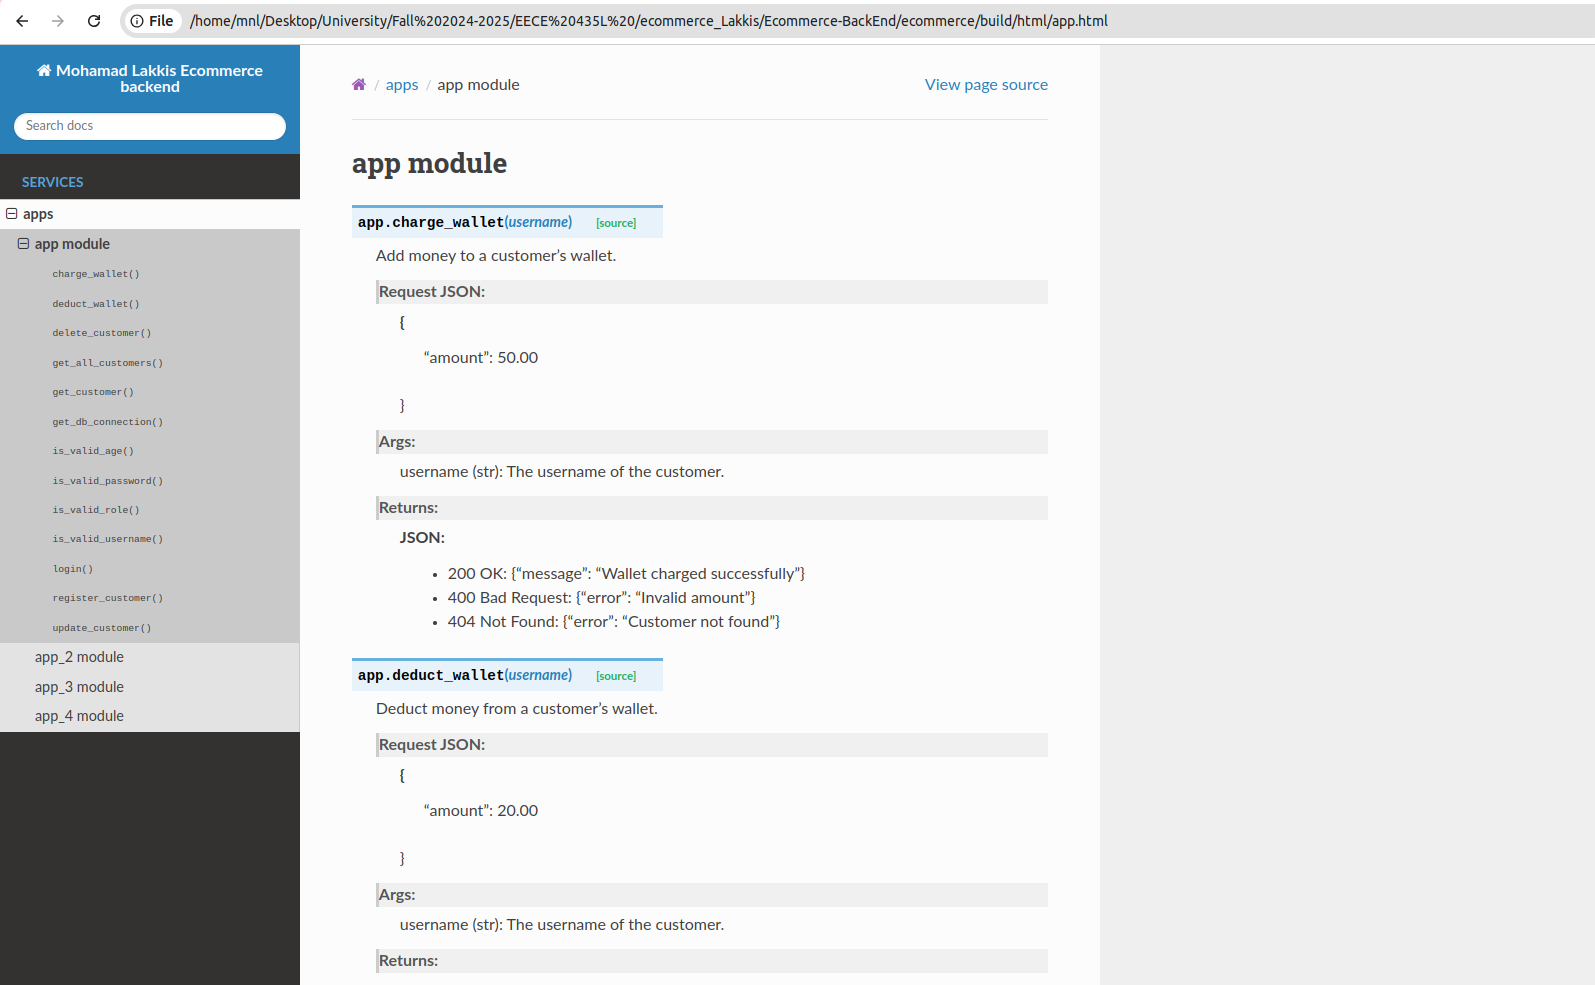 File /home/mnl/Desktop/University/Fall%202024-2025/EECE%20435L%20/ecommerce_Lakkis/Ecommerce-BackEnd/ecommerce/build/html/app.html
Mohamad Lakkis Ecommerce
backend
Search docs
SERVICES
apps
app module
charge_wallet()
deduct_wallet()
delete_customer()
get_all_customers()
get_customer()
get_db_connection()
is_valid_age()
is_valid_password()
is_valid_role()
is_valid_username()
login()
register_customer()
update_customer()
app_2 module
app_3 module
app_4 module
/ apps / app module View page source
app module
app.charge_wallet(username) [source]
Add money to a customer’s wallet.
Request JSON:
{
“amount”: 50.00
}
Args:
username (str): The username of the customer.
Returns:
JSON:
• 200 OK: {“message”: “Wallet charged successfully”}
• 400 Bad Request: {“error”: “Invalid amount”}
• 404 Not Found: {“error”: “Customer not found”}
app.deduct_wallet(username) [source]
Deduct money from a customer’s wallet.
Request JSON:
{
“amount”: 20.00
}
Args:
username (str): The username of the customer.
Returns: